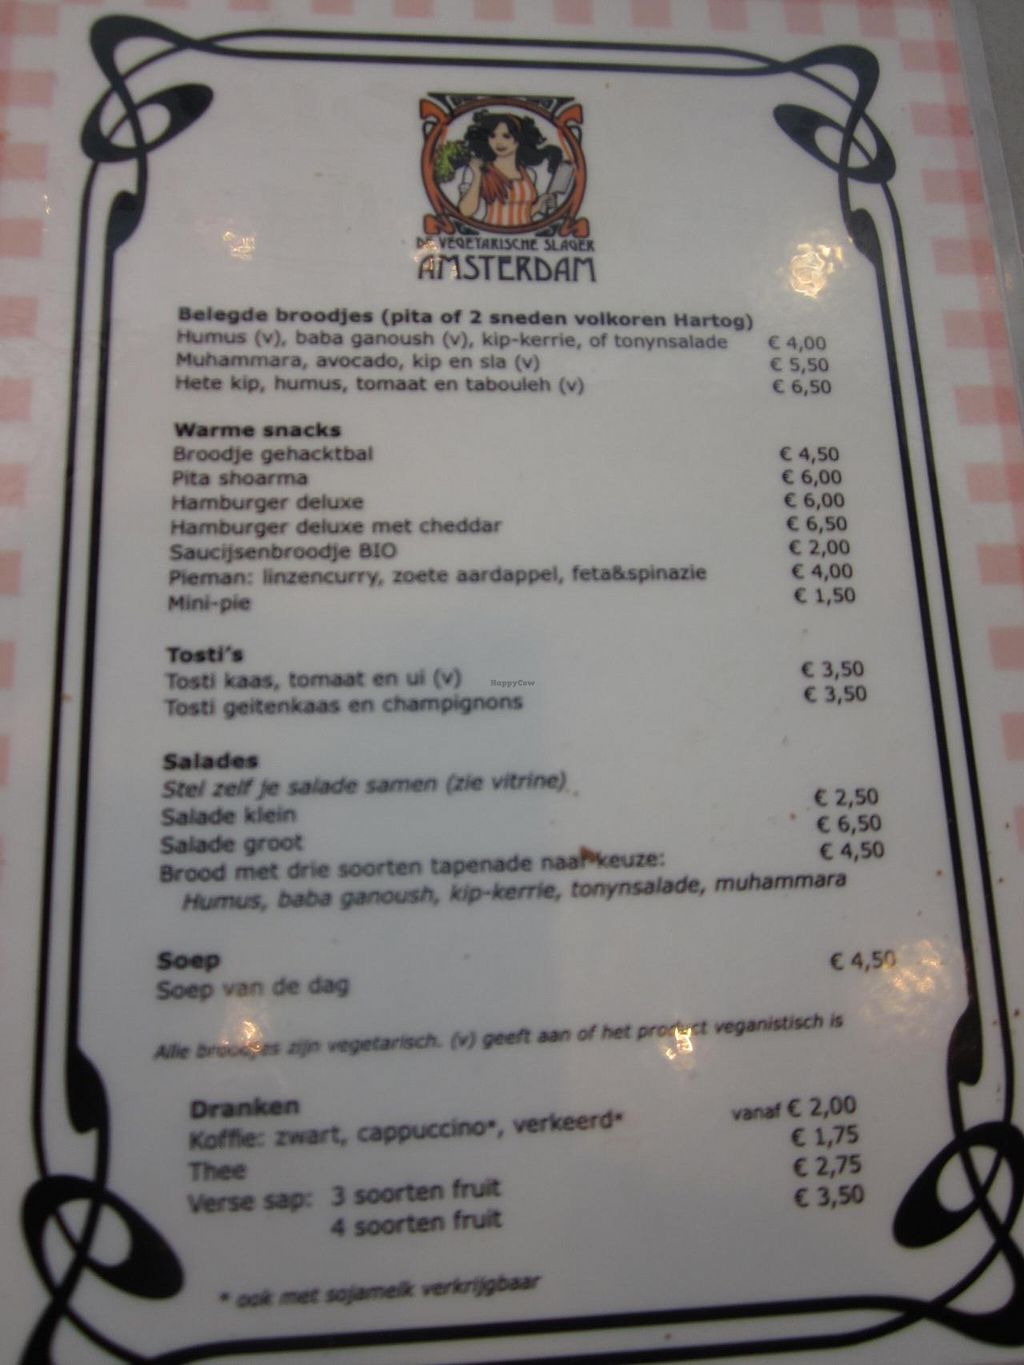 DE VEGETARISCHE SLAGER
AMSTERDAM
Belegde broodjes (pita of 2 sneden volkoren Hartog)
Humus (v), baba ganoush (v), kip-kerrie, of tonynsalade € 4,00
Muhammara, avocado, kip en sla (v) € 5,50
Hete kip, humus, tomaat en tabouleh (v) € 6,50
Warme snacks
Broodje gehacktbal € 4,50
Pita shoarma € 6,00
Hamburger deluxe € 6,00
Hamburger deluxe met cheddar € 6,50
Saucijsenbroodje BIO € 2,00
Pieman: linzencurry, zoete aardappel, feta&spinazie € 4,00
Mini-pie € 1,50
Tosti's
Tosti kaas, tomaat en ui (v) € 3,50
Tosti geitenkaas en champignons € 3,50
HappyCow
Salades
Stel zelf je salade samen (zie vitrine)
Salade klein € 2,50
Salade groot € 6,50
Brood met drie soorten tapenade naar keuze: € 4,50
Humus, baba ganoush, kip-kerrie, tonynsalade, muhammara
Soep
Soep van de dag € 4,50
Alle broodjes zijn vegetarisch. (v) geeft aan of het product veganistisch is
Dranken
Koffie: zwart, cappuccino*, verkeerd* vanaf € 2,00
Thee € 1,75
Verse sap: 3 soorten fruit € 2,75
4 soorten fruit € 3,50
* ook met sojamelk verkrijgbaar